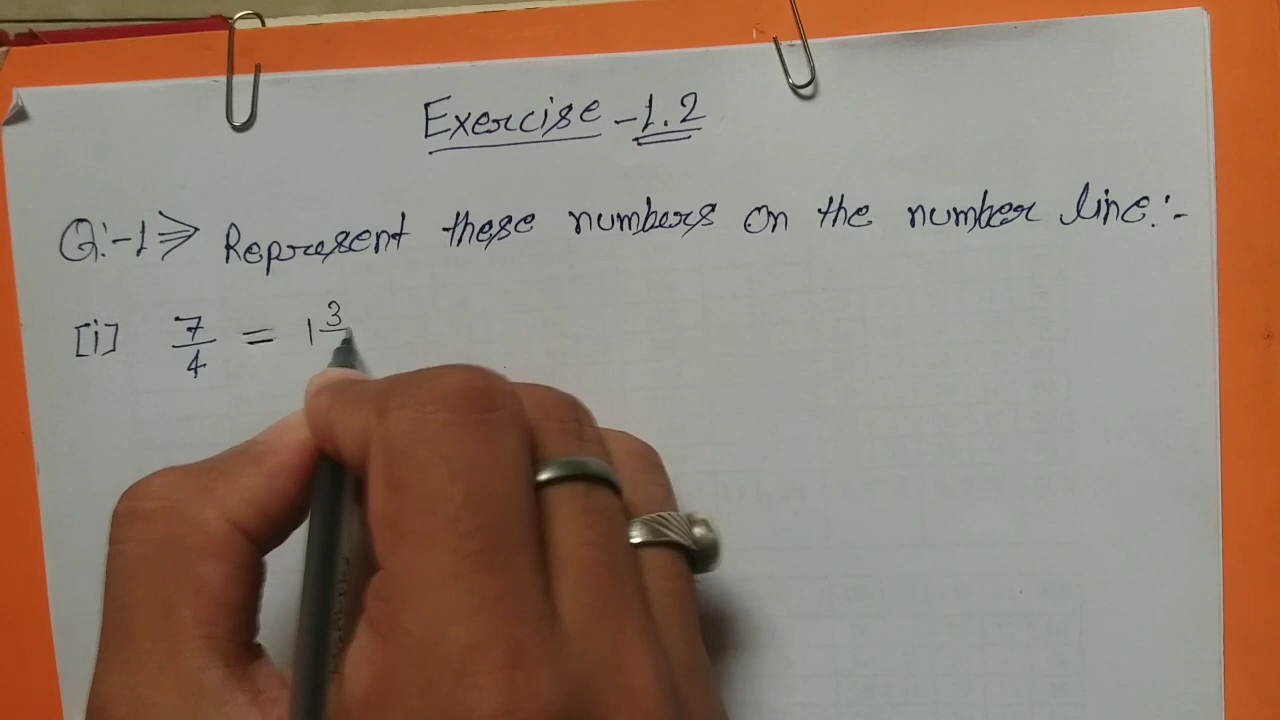 Exercise - 1.2
Q:-1⇒ Represent these numbers on the number line:-
[i] 7/4 = 1 3/